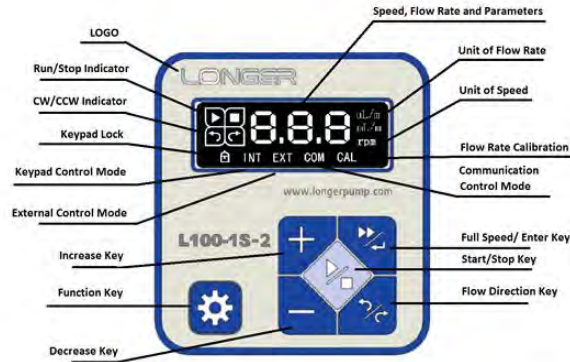 Speed, Flow Rate and Parameters
LOGO
Unit of Flow Rate
LONGER
Run/Stop Indicator
Unit of Speed
CW/CCW Indicator
8.8.8
uL/m
mL/m
rpm
Keypad Lock
INT EXT COM CAL
Flow Rate Calibration
Keypad Control Mode
Communication
Control Mode
www.longerpump.com
External Control Mode
L100-1S-2
Full Speed/ Enter Key
Increase Key
Start/Stop Key
Function Key
Flow Direction Key
Decrease Key